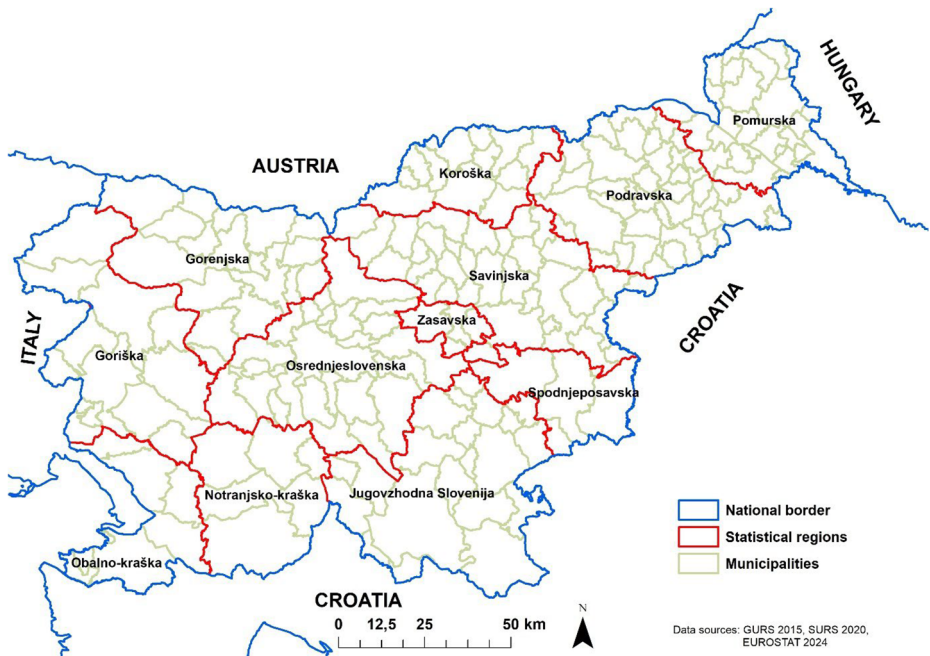 HUNGARY
Pomurska
AUSTRIA
Koroška
Podravska
Gorenjska
Savinjska
CROATIA
ITALY
Zasavska
Goriška
Osrednjeslovenska
Spodnjeposavska
Notranjsko-kraška
Jugovzhodna Slovenija
National border
Statistical regions
Municipalities
Obalno-kraška
CROATIA
N
0 12,5 25 50 km
Data sources: GURS 2015, SURS 2020,
EUROSTAT 2024